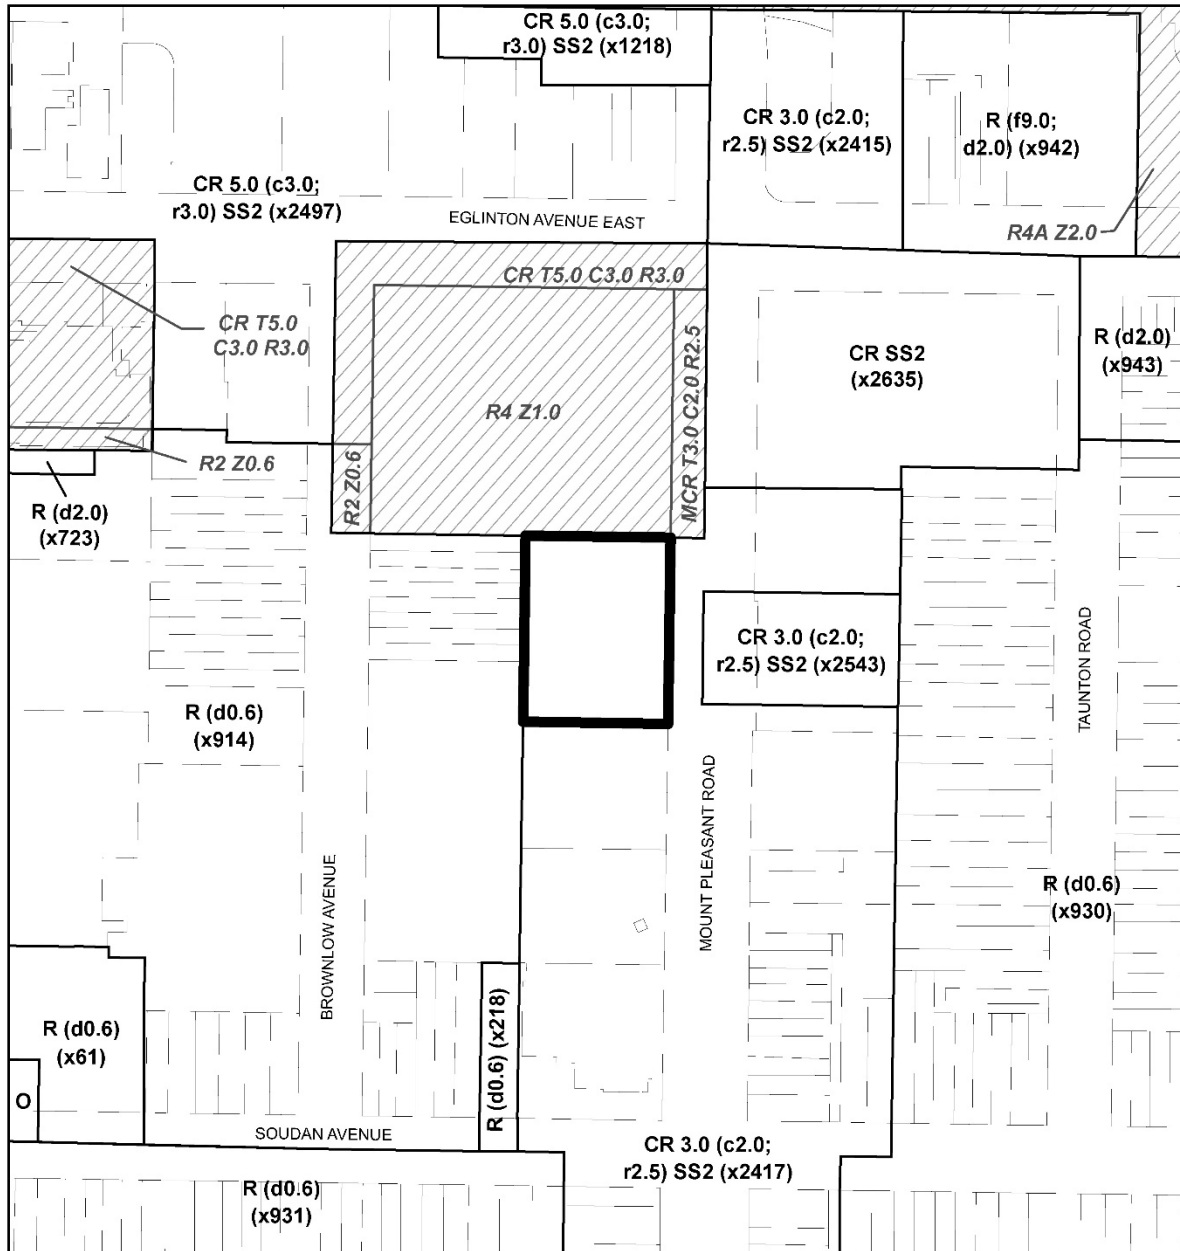 CR 5.0 (c3.0;
r3.0) SS2 (x1218)
CR 3.0 (c2.0;
r2.5) SS2 (x2415)
R (f9.0;
d2.0) (x942)
CR 5.0 (c3.0;
r3.0) SS2 (x2497)
EGLINTON AVENUE EAST
R4A Z2.0
CR T5.0 C3.0 R3.0
CR T5.0
C3.0 R3.0
MCR T3.0 C2.0 R2.5
CR SS2
(x2635)
R (d2.0)
(x943)
R4 Z1.0
R2 Z0.6
R2 Z0.6
R (d2.0)
(x723)
CR 3.0 (c2.0;
r2.5) SS2 (x2543)
TAUNTON ROAD
R (d0.6)
(x914)
MOUNT PLEASANT ROAD
BROWNLOW AVENUE
R (d0.6)
(x930)
R (d0.6) (x218)
R (d0.6)
(x61)
O
SOUDAN AVENUE
CR 3.0 (c2.0;
r2.5) SS2 (x2417)
R (d0.6)
(x931)